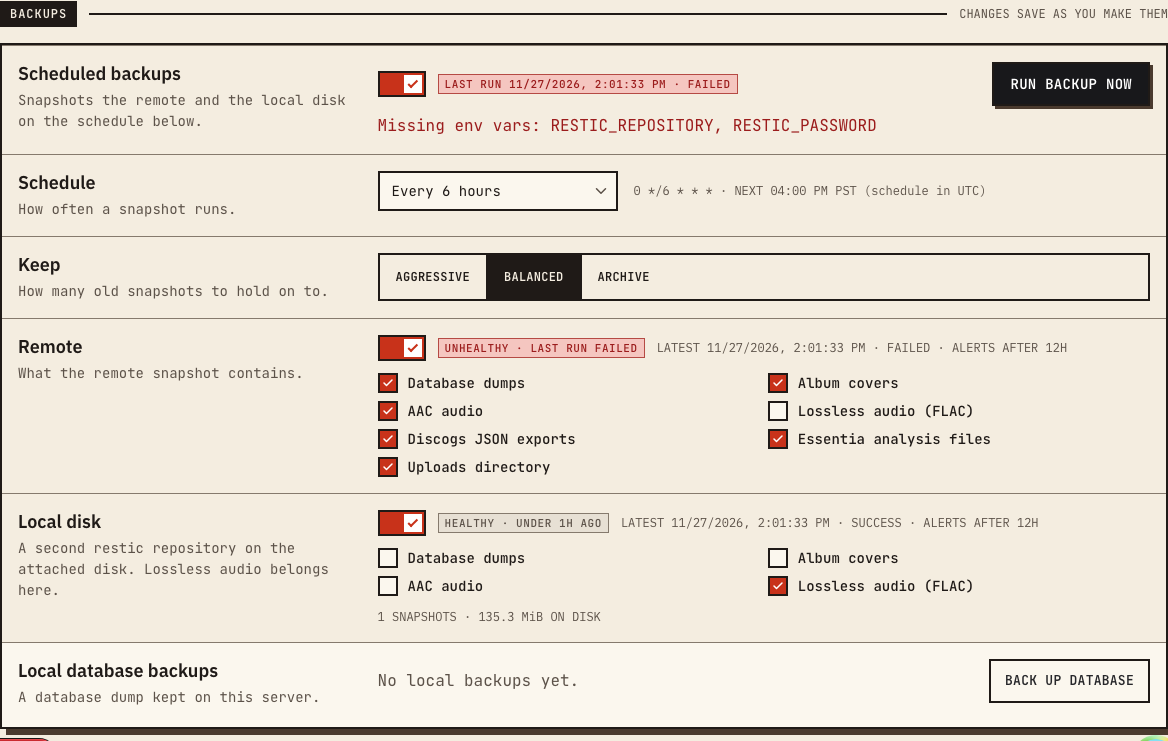 BACKUPS
CHANGES SAVE AS YOU MAKE THEM
Scheduled backups
Snapshots the remote and the local disk
on the schedule below.
LAST RUN 11/27/2026, 2:01:33 PM · FAILED
Missing env vars: RESTIC_REPOSITORY, RESTIC_PASSWORD
RUN BACKUP NOW
Schedule
How often a snapshot runs.
Every 6 hours
0 */6 * * * · NEXT 04:00 PM PST (schedule in UTC)
Keep
How many old snapshots to hold on to.
AGGRESSIVE
BALANCED
ARCHIVE
Remote
What the remote snapshot contains.
UNHEALTHY · LAST RUN FAILED
LATEST 11/27/2026, 2:01:33 PM · FAILED · ALERTS AFTER 12H
Database dumps
Album covers
AAC audio
Lossless audio (FLAC)
Discogs JSON exports
Essentia analysis files
Uploads directory
Local disk
A second restic repository on the
attached disk. Lossless audio belongs
here.
HEALTHY · UNDER 1H AGO
LATEST 11/27/2026, 2:01:33 PM · SUCCESS · ALERTS AFTER 12H
Database dumps
Album covers
AAC audio
Lossless audio (FLAC)
1 SNAPSHOTS · 135.3 MiB ON DISK
Local database backups
A database dump kept on this server.
No local backups yet.
BACK UP DATABASE